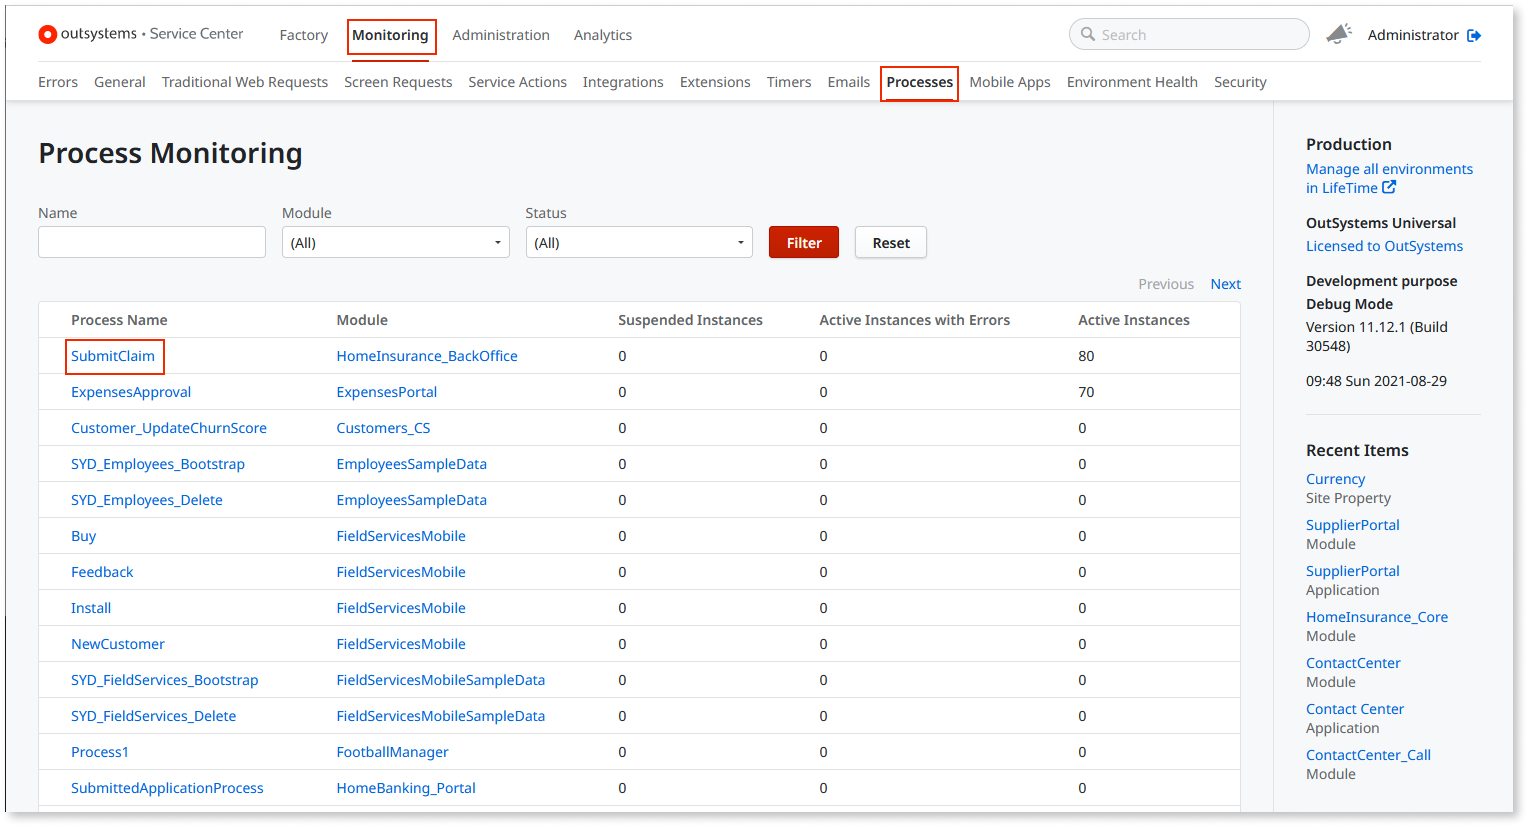 outsystems • Service Center Factory Monitoring Administration Analytics Search Administrator
Errors General Traditional Web Requests Screen Requests Service Actions Integrations Extensions Timers Emails Processes Mobile Apps Environment Health Security
Process Monitoring
Name Module Status
(All) (All) Filter Reset
Previous Next
Process Name Module Suspended Instances Active Instances with Errors Active Instances
SubmitClaim HomeInsurance_BackOffice 0 0 80
ExpensesApproval ExpensesPortal 0 0 70
Customer_UpdateChurnScore Customers_CS 0 0 0
SYD_Employees_Bootstrap EmployeesSampleData 0 0 0
SYD_Employees_Delete EmployeesSampleData 0 0 0
Buy FieldServicesMobile 0 0 0
Feedback FieldServicesMobile 0 0 0
Install FieldServicesMobile 0 0 0
NewCustomer FieldServicesMobile 0 0 0
SYD_FieldServices_Bootstrap FieldServicesMobileSampleData 0 0 0
SYD_FieldServices_Delete FieldServicesMobileSampleData 0 0 0
Process1 FootballManager 0 0 0
SubmittedApplicationProcess HomeBanking_Portal 0 0 0
Production
Manage all environments
in LifeTime
OutSystems Universal
Licensed to OutSystems
Development purpose
Debug Mode
Version 11.12.1 (Build
30548)
09:48 Sun 2021-08-29
Recent Items
Currency
Site Property
SupplierPortal
Module
SupplierPortal
Application
HomeInsurance_Core
Module
ContactCenter
Module
Contact Center
Application
ContactCenter_Call
Module